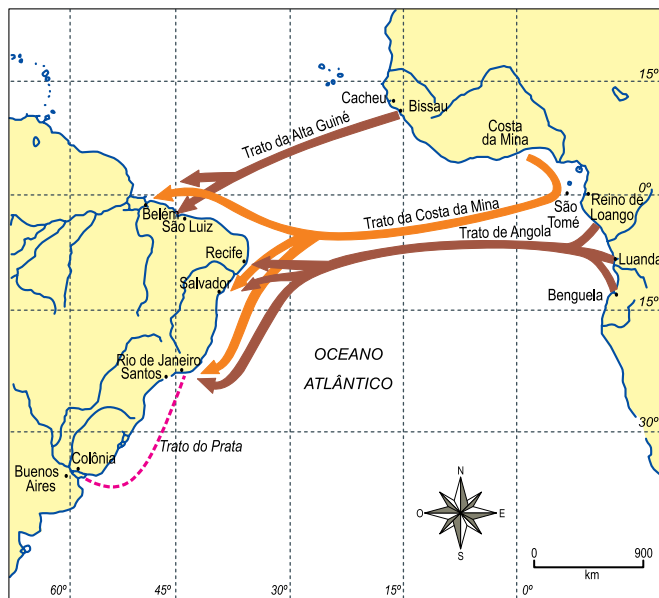 15º
Cacheu
Bissau
Trato da Alta Guiné
Costa
da Mina
0º
Belém
São Luiz
Trato da Costa da Mina
São
Tomé
Reino de
Loango
Trato de Angola
Recife
Luanda
Salvador
Benguela
15º
Rio de Janeiro
Santos
OCEANO
ATLÂNTICO
30º
Trato do Prata
Colônia
Buenos
Aires
N
O
E
S
0
900
km
60º
45º
30º
15º
0º